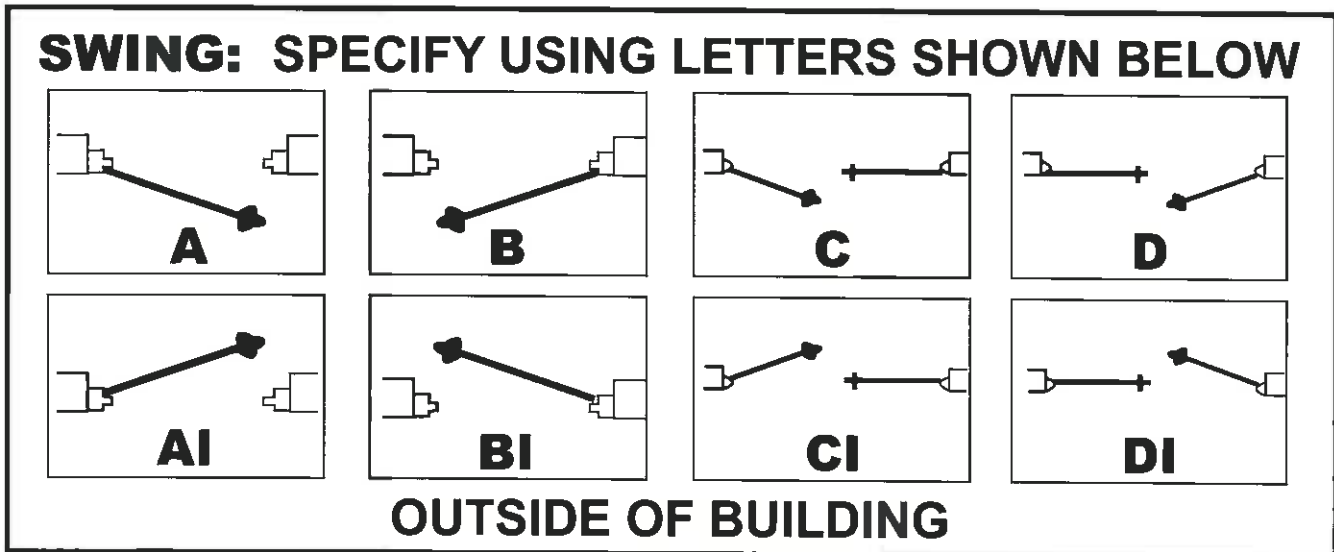 SWING: SPECIFY USING LETTERS SHOWN BELOW
A B C D
AI BI CI DI
OUTSIDE OF BUILDING